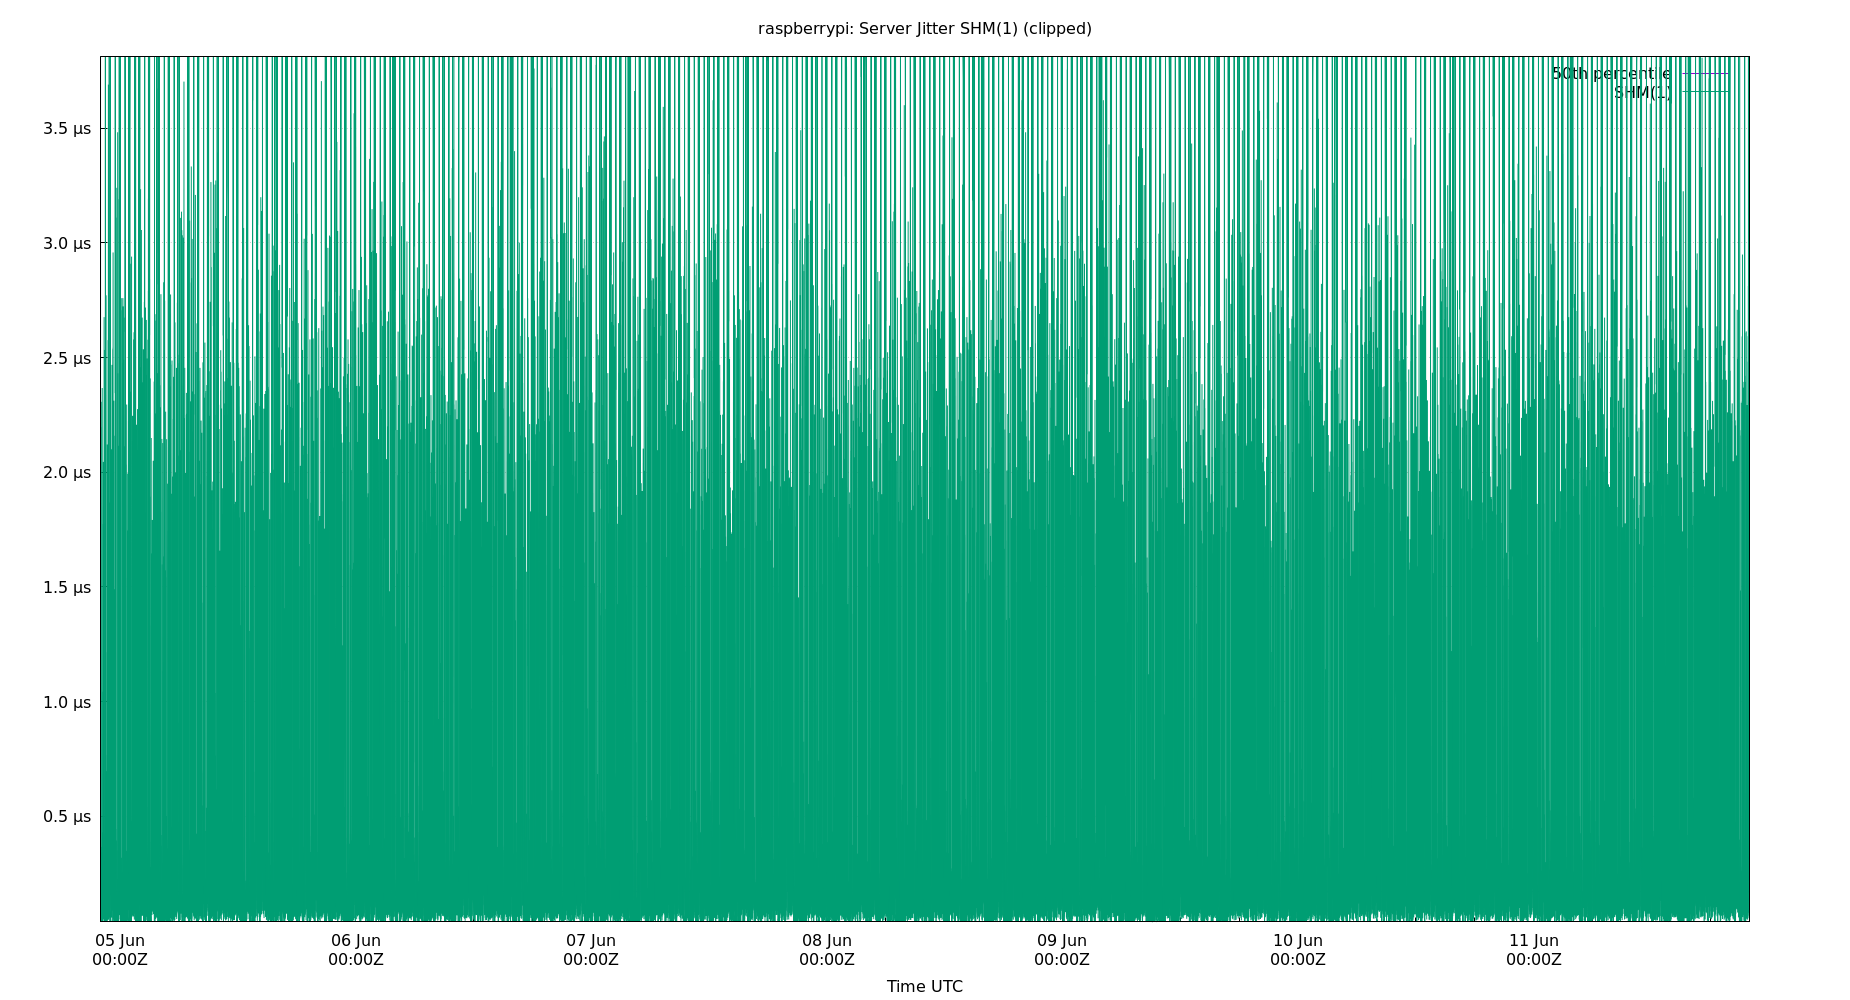 raspberrypi: Server Jitter SHM(1) (clipped)
50th percentile
SHM(1)
3.5 µs
3.0 µs
2.5 µs
2.0 µs
1.5 µs
1.0 µs
0.5 µs
05 Jun 06 Jun 07 Jun 08 Jun 09 Jun 10 Jun 11 Jun
00:00Z 00:00Z 00:00Z 00:00Z 00:00Z 00:00Z 00:00Z
Time UTC